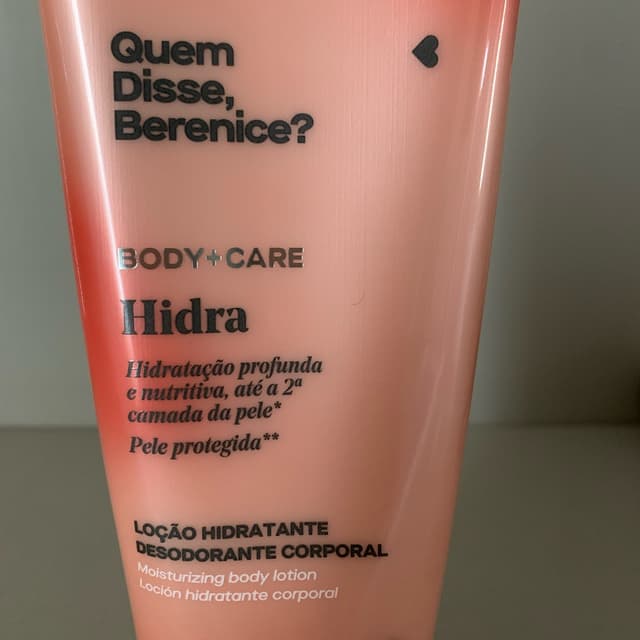 Quem
Disse,
Berenice?
BODY+CARE
Hidra
Hidratação profunda
e nutritiva, até a 2ª
camada da pele*
Pele protegida**
LOÇÃO HIDRATANTE
DESODORANTE CORPORAL
Moisturizing body lotion
Loción hidratante corporal